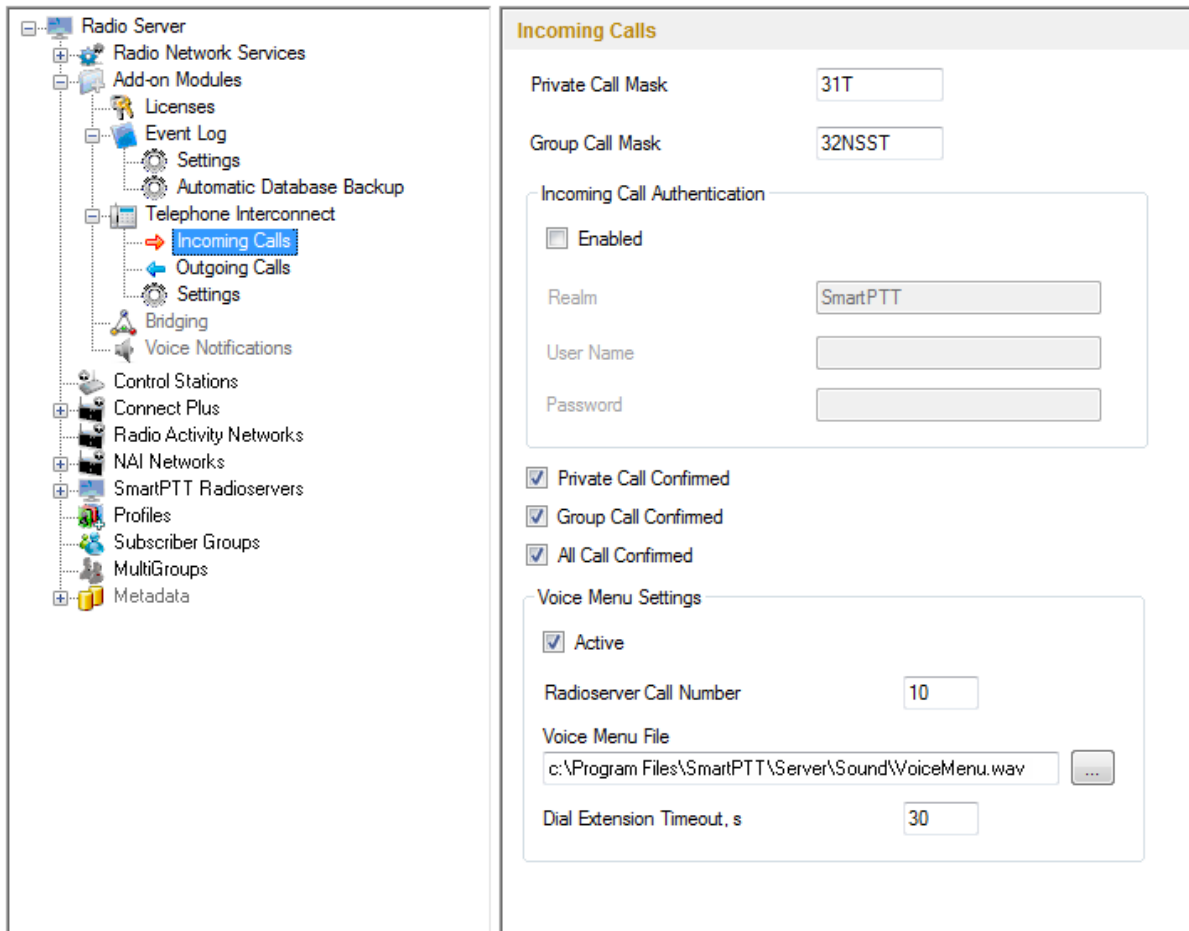 Radio Server
Radio Network Services
Add-on Modules
Licenses
Event Log
Settings
Automatic Database Backup
Telephone Interconnect
Incoming Calls
Outgoing Calls
Settings
Bridging
Voice Notifications
Control Stations
Connect Plus
Radio Activity Networks
NAI Networks
SmartPTT Radioservers
Profiles
Subscriber Groups
MultiGroups
Metadata
Incoming Calls
Private Call Mask 31T
Group Call Mask 32NSST
Incoming Call Authentication
Enabled
Realm SmartPTT
User Name
Password
Private Call Confirmed
Group Call Confirmed
All Call Confirmed
Voice Menu Settings
Active
Radioserver Call Number 10
Voice Menu File
c:\Program Files\SmartPTT\Server\Sound\VoiceMenu.wav ...
Dial Extension Timeout, s 30